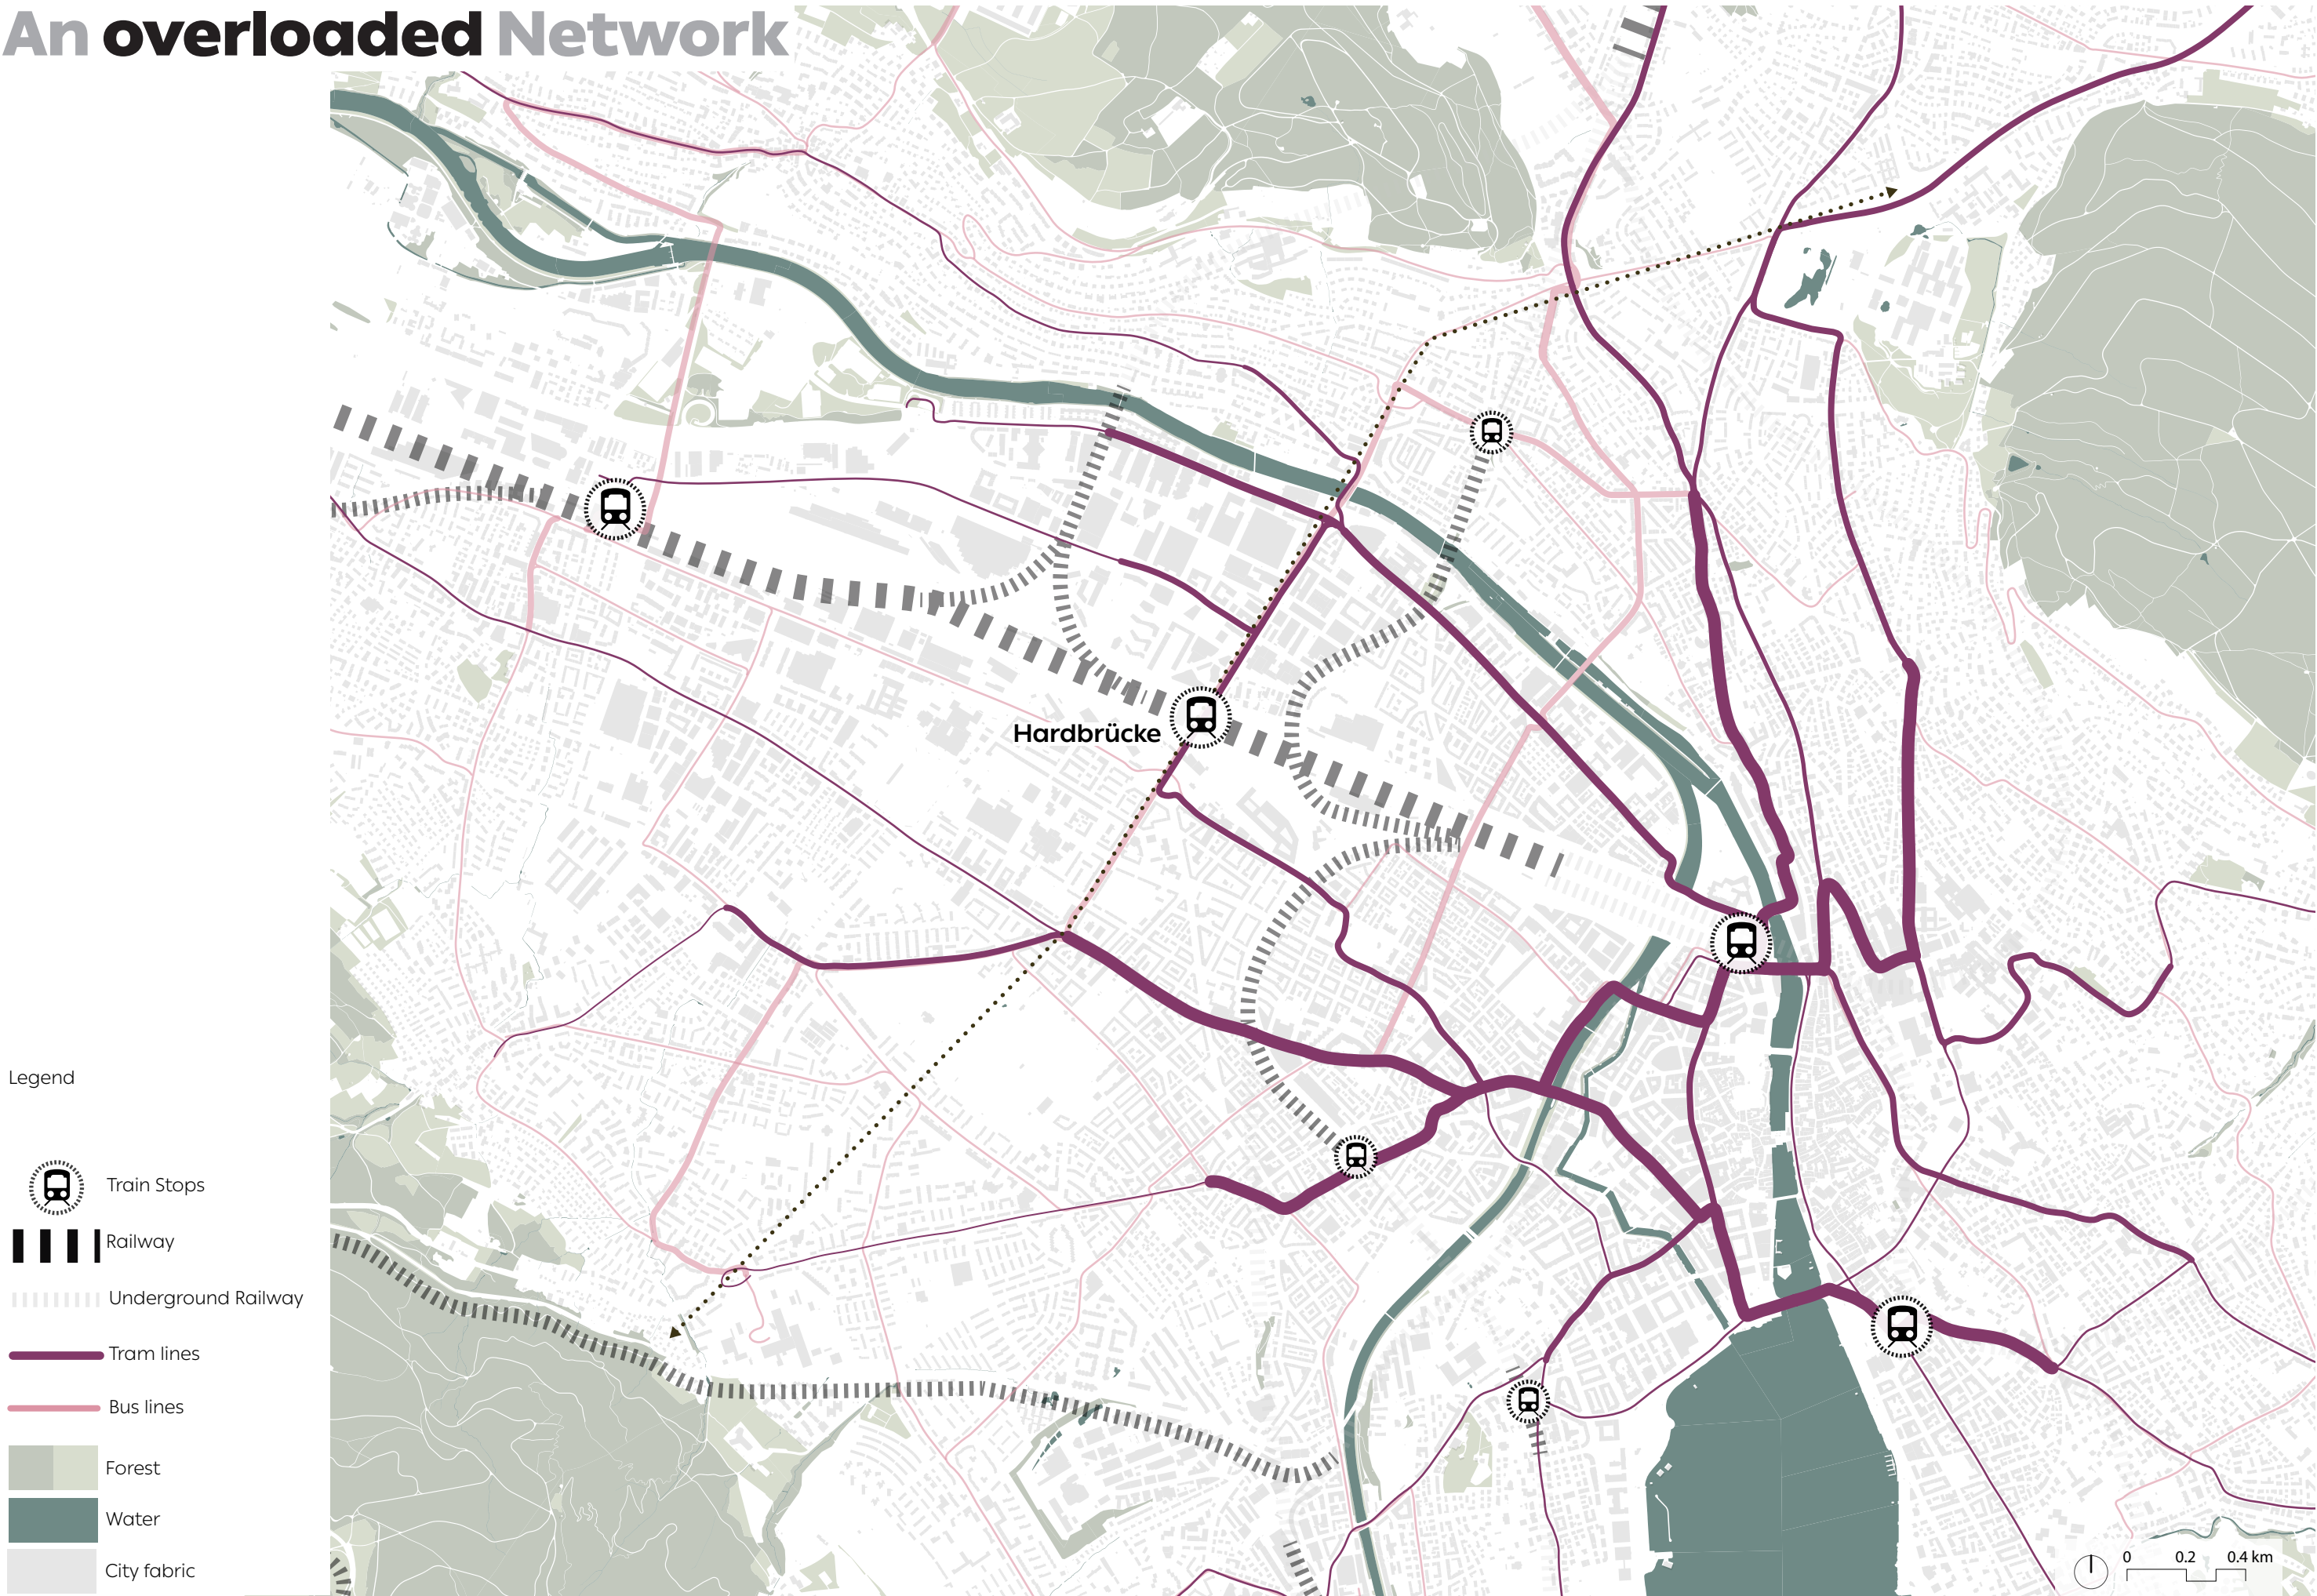 An overloaded Network
Hardbrücke
Legend
Train Stops
Railway
Underground Railway
Tram lines
Bus lines
Forest
Water
City fabric
0 0.2 0.4 km